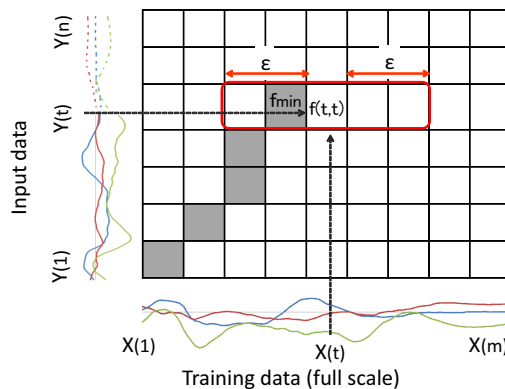 Y(n)
ε ε
fmin f(t,t)
Y(t)
Input data
Y(1)
X(1) X(t) X(m)
Training data (full scale)